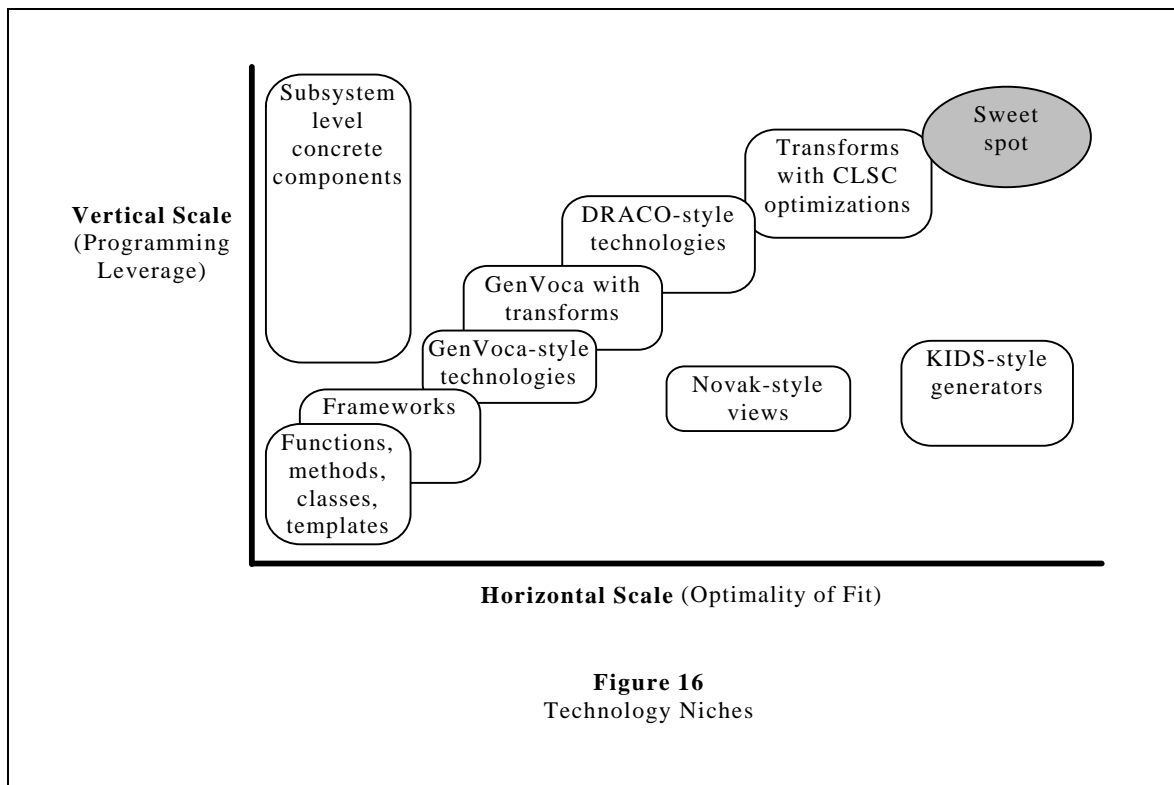 Subsystem
level
concrete
components
Sweet
spot
Transforms
with CLSC
optimizations
Vertical Scale
(Programming
Leverage)
DRACO-style
technologies
GenVoca with
transforms
GenVoca-style
technologies
KIDS-style
generators
Novak-style
views
Frameworks
Functions,
methods,
classes,
templates
Horizontal Scale (Optimality of Fit)
Figure 16
Technology Niches